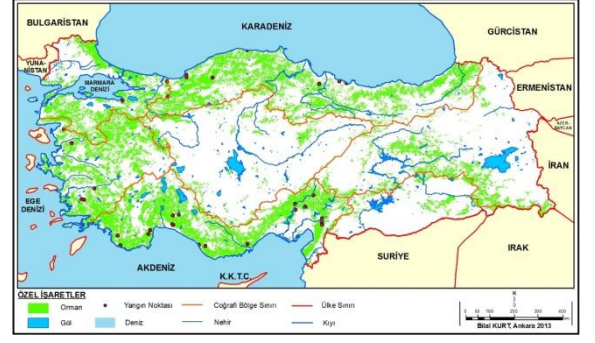 BULGARİSTAN
KARADENİZ
GÜRCİSTAN
YUNA-
NİSTAN
MARMARA
DENİZİ
ERMENİSTAN
AZER-
BAYCAN
İRAN
EGE
DENİZİ
AKDENİZ
K.K.T.C.
SURİYE
IRAK
ÖZEL İŞARETLER
Orman
Yangın Noktası
Coğrafi Bölge Sınırı
Ülke Sınırı
Göl
Deniz
Nehir
Kıyı
K
Bilal KURT, Ankara 2013